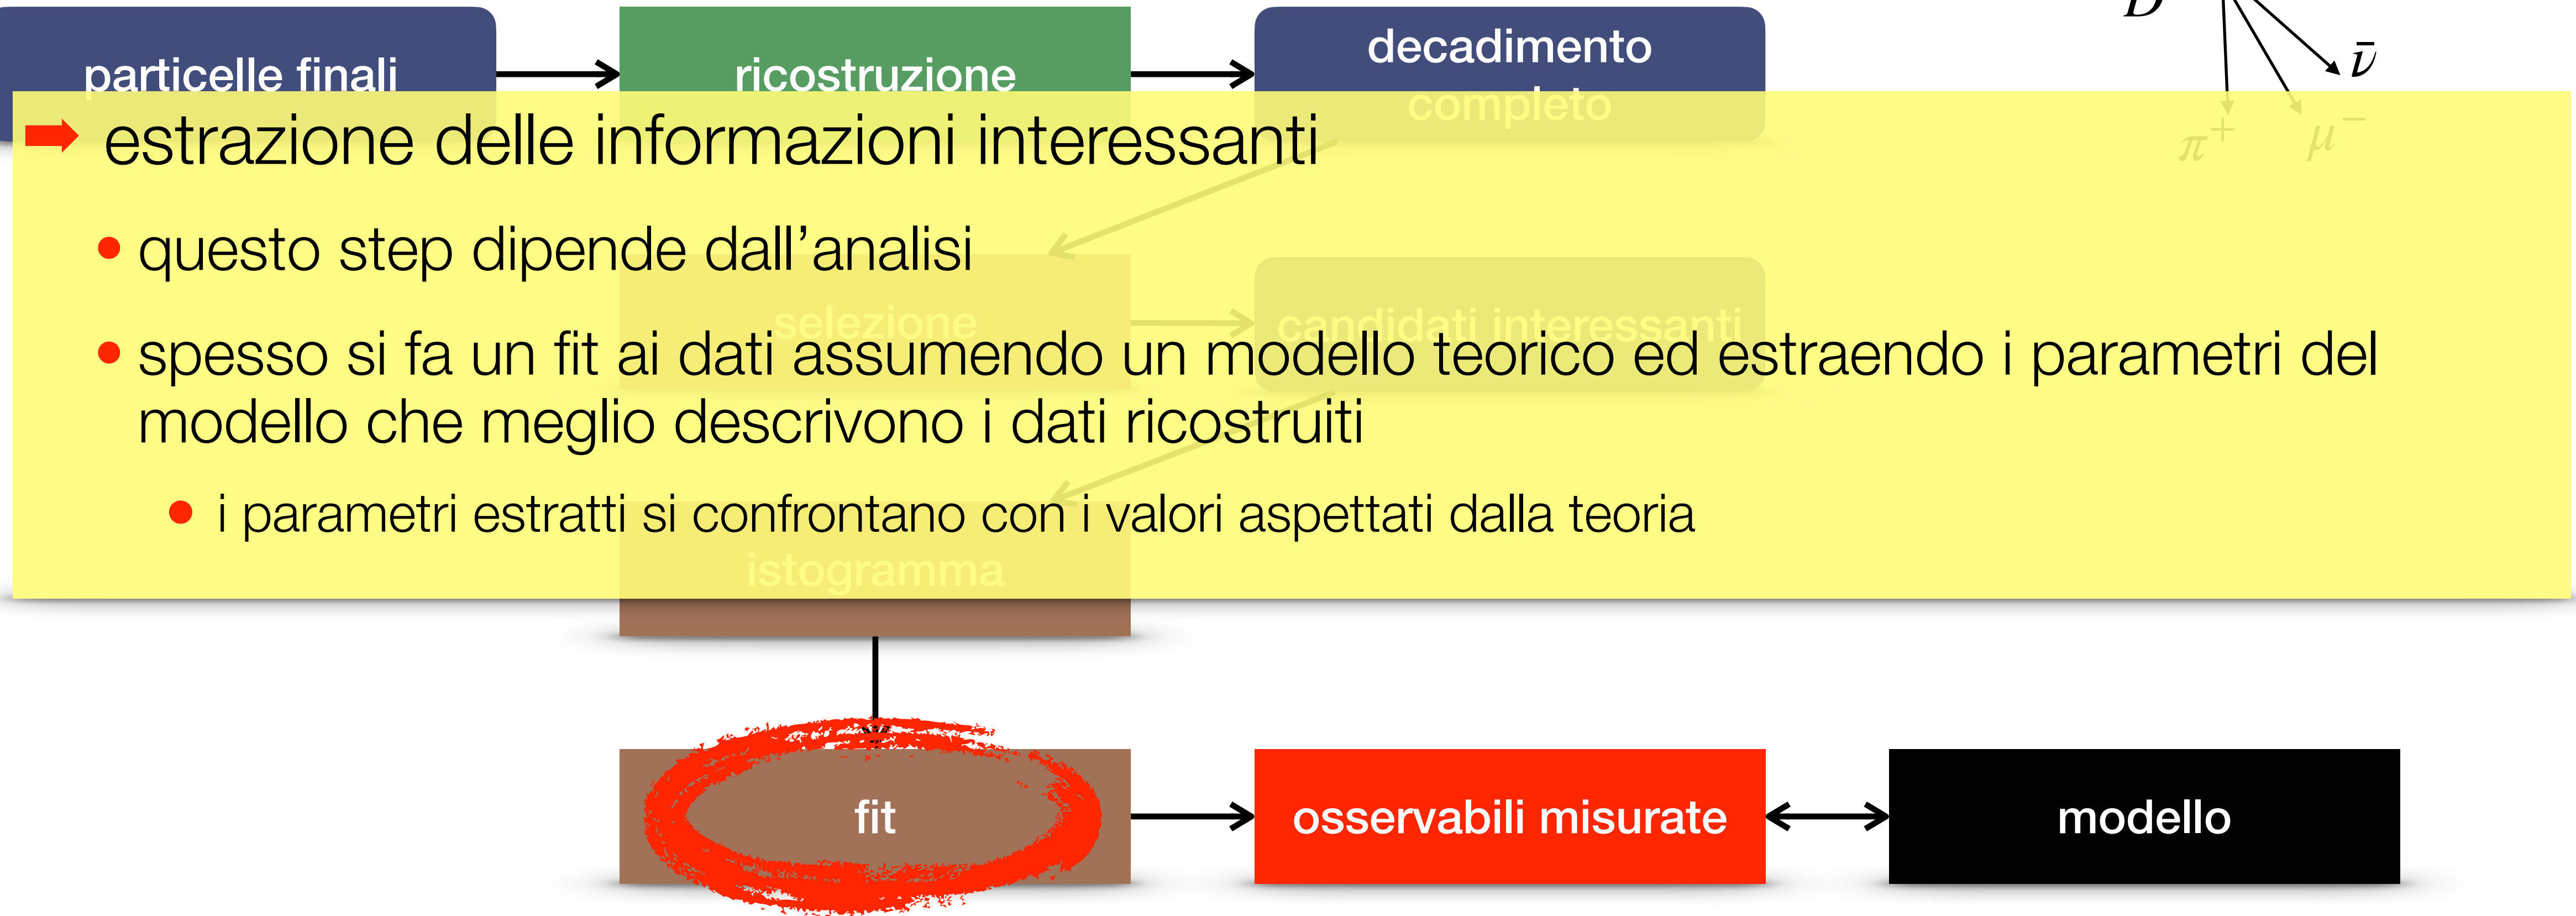 D
ν̄
particelle finali
ricostruzione
decadimento
completo
π⁺
μ⁻
estrazione delle informazioni interessanti
• questo step dipende dall’analisi
selezione
candidati interessanti
• spesso si fa un fit ai dati assumendo un modello teorico ed estraendo i parametri del
modello che meglio descrivono i dati ricostruiti
• i parametri estratti si confrontano con i valori aspettati dalla teoria
istogramma
fit
osservabili misurate
modello